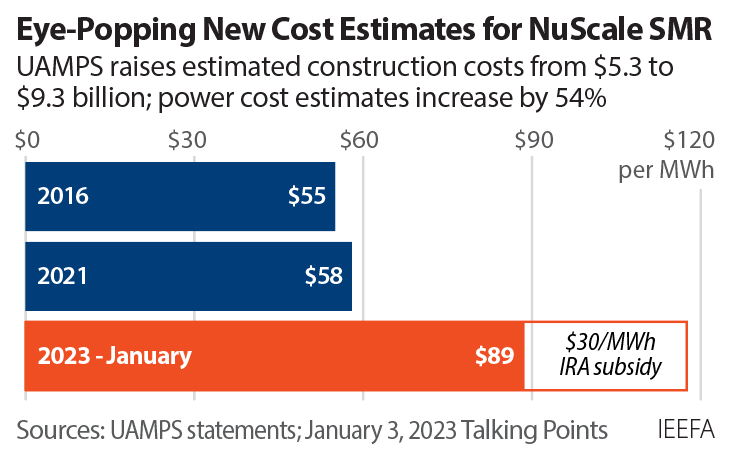 Eye-Popping New Cost Estimates for NuScale SMR
UAMPS raises estimated construction costs from $5.3 to
$9.3 billion; power cost estimates increase by 54%
$0 $30 $60 $90 $120
per MWh
2016 $55
2021 $58
2023 - January $89
$30/MWh
IRA subsidy
Sources: UAMPS statements; January 3, 2023 Talking Points IEEFA